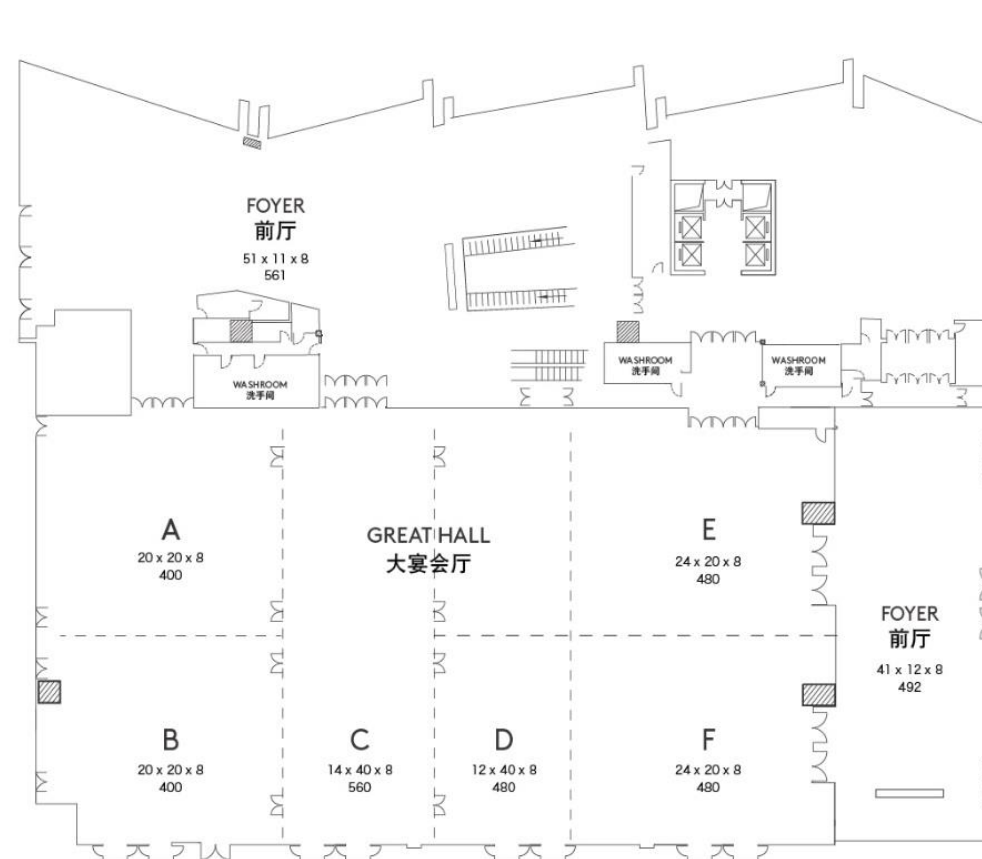 FOYER
前厅
51 x 11 x 8
561
WASHROOM
洗手间
WASHROOM
洗手间
WASHROOM
洗手间
A
20 x 20 x 8
400
GREAT HALL
大宴会厅
E
24 x 20 x 8
480
FOYER
前厅
41 x 12 x 8
492
B
20 x 20 x 8
400
C
14 x 40 x 8
560
D
12 x 40 x 8
480
F
24 x 20 x 8
480